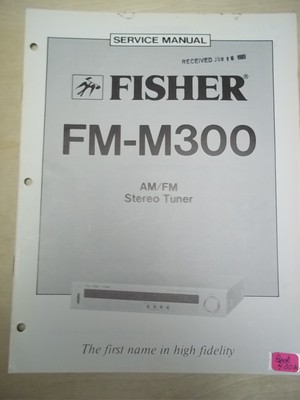 SERVICE MANUAL
RECEIVED
FISHER®
FM-M300
AM/FM
Stereo Tuner
The first name in high fidelity